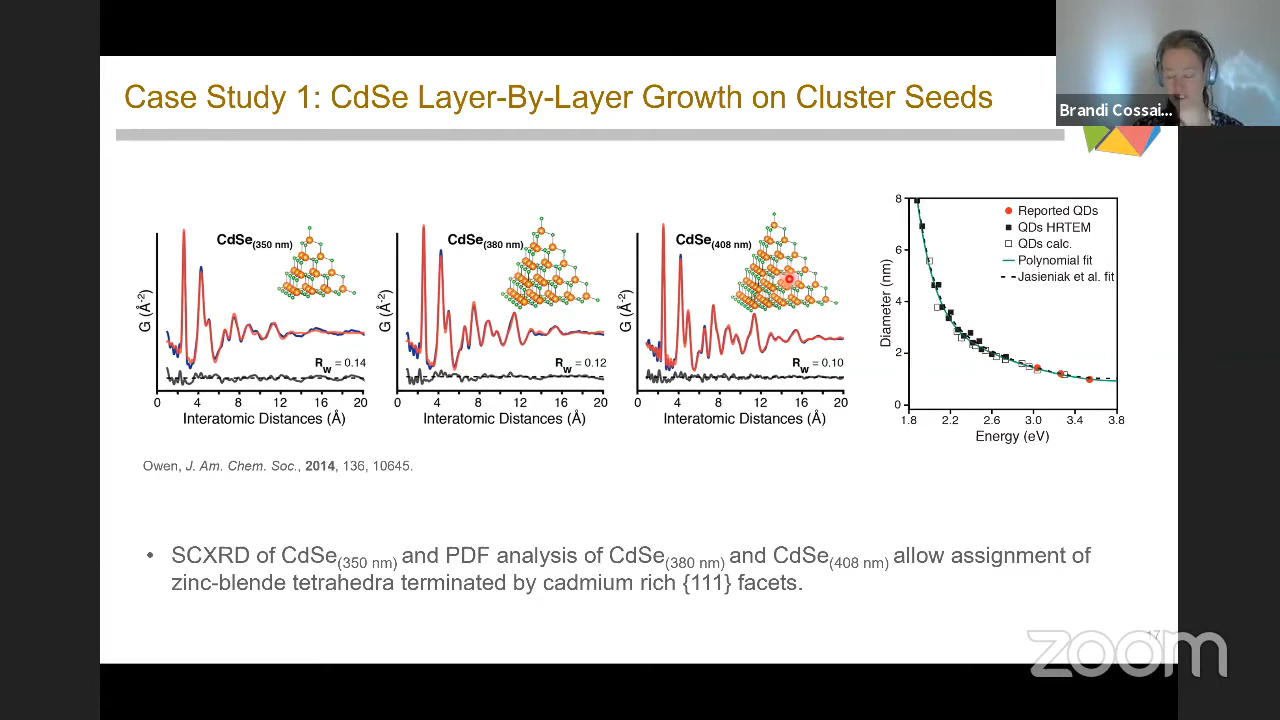 Case Study 1: CdSe Layer-By-Layer Growth on Cluster Seeds
Brandi Cossai...
CdSe(350 nm)
G (Å-2)
Rw = 0.14
0 4 8 12 16 20
Interatomic Distances (Å)
CdSe(380 nm)
G (Å-2)
Rw = 0.12
0 4 8 12 16 20
Interatomic Distances (Å)
CdSe(408 nm)
G (Å-2)
Rw = 0.10
0 4 8 12 16 20
Interatomic Distances (Å)
Reported QDs
QDs HRTEM
QDs calc.
Polynomial fit
Jasieniak et al. fit
Diameter (nm)
8
6
4
2
0
1.8 2.2 2.6 3.0 3.4 3.8
Energy (eV)
Owen, J. Am. Chem. Soc., 2014, 136, 10645.
• SCXRD of CdSe(350 nm) and PDF analysis of CdSe(380 nm) and CdSe(408 nm) allow assignment of
zinc-blende tetrahedra terminated by cadmium rich {111} facets.
17
zoom